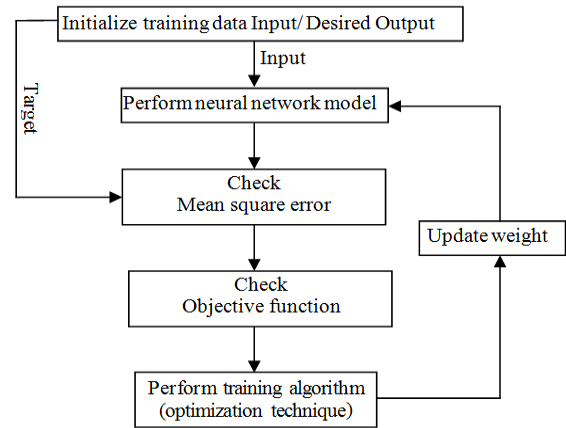 Initialize training data Input/ Desired Output
Input
Target
Perform neural network model
Check
Mean square error
Update weight
Check
Objective function
Perform training algorithm
(optimization technique)